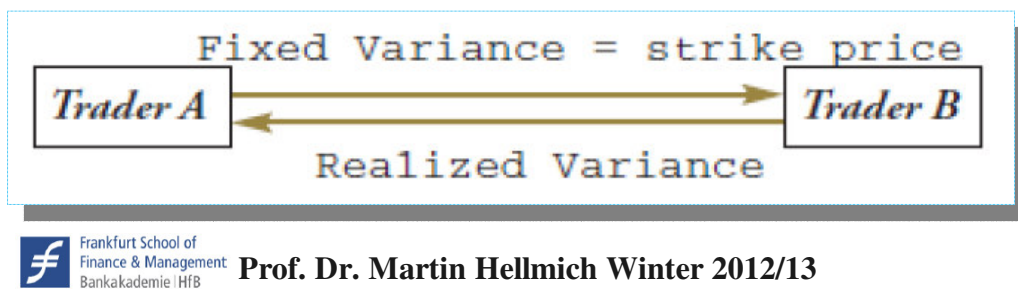 Fixed Variance = strike price
Trader A
Trader B
Realized Variance
Frankfurt School of
Finance & Management
Bankakademie | HfB
Prof. Dr. Martin Hellmich Winter 2012/13